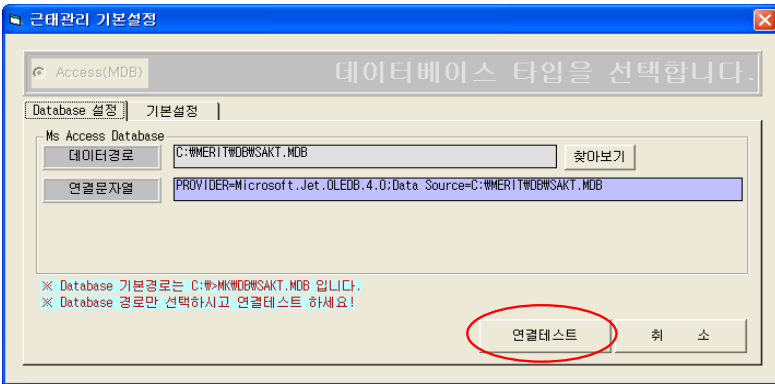 근태관리 기본설정
Access(MDB)
데이터베이스 타입을 선택합니다.
Database 설정
기본설정
Ms Access Database
데이터경로
C:₩MERIT₩DB₩SAKT.MDB
찾아보기
연결문자열
PROVIDER=Microsoft.Jet.OLEDB.4.0;Data Source=C:₩MERIT₩DB₩SAKT.MDB
※ Database 기본경로는 C:₩>MK₩DB₩SAKT.MDB 입니다.
※ Database 경로만 선택하시고 연결테스트 하세요!
연결테스트
취 소